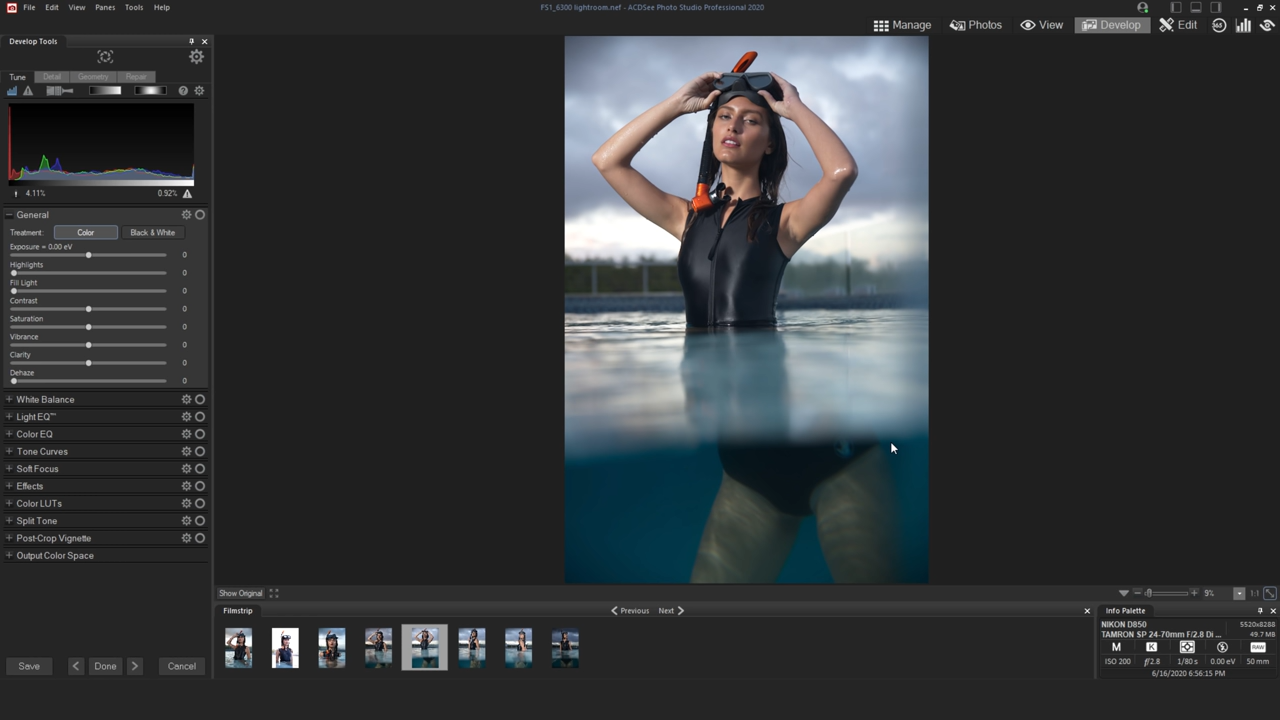 File Edit View Panes Tools Help
FS1_6300 lightroom.nef - ACDSee Photo Studio Professional 2020
Manage Photos View Develop Edit 365
Develop Tools
Tune Detail Geometry Repair
4.11% 0.92%
General
Treatment: Color Black & White
Exposure = 0.00 eV
0
Highlights
0
Fill Light
0
Contrast
0
Saturation
0
Vibrance
0
Clarity
0
Dehaze
0
White Balance
Light EQ™
Color EQ
Tone Curves
Soft Focus
Effects
Color LUTs
Split Tone
Post-Crop Vignette
Output Color Space
Save Done Cancel
Show Original
9% 1:1
Filmstrip
Previous Next
Info Palette
NIKON D850 5520x8288
TAMRON SP 24-70mm F/2.8 Di ... 49.7 MB
M K RAW
ISO 200 f/2.8 1/80 s 0.00 eV 50 mm
6/16/2020 6:56:15 PM